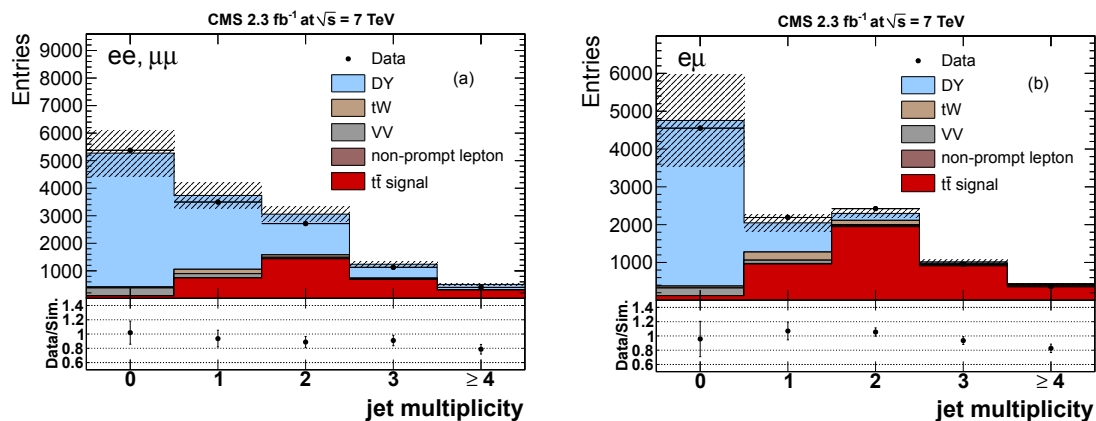 CMS 2.3 fb⁻¹ at √s = 7 TeV
Entries
9000
8000
7000
6000
5000
4000
3000
2000
1000
ee, μμ
(a)
Data
DY
tW
VV
non-prompt lepton
tt̄ signal
Data/Sim.
1.4
1.2
1
0.8
0.6
0 1 2 3 ≥ 4
jet multiplicity
CMS 2.3 fb⁻¹ at √s = 7 TeV
Entries
6000
5000
4000
3000
2000
1000
eμ
(b)
Data
DY
tW
VV
non-prompt lepton
tt̄ signal
Data/Sim.
1.4
1.2
1
0.8
0.6
0 1 2 3 ≥ 4
jet multiplicity